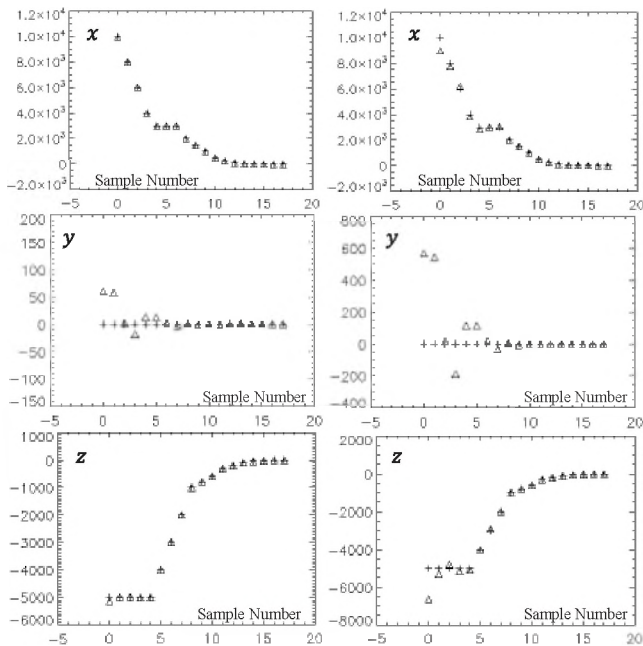 1.2×10⁴ 1.2×10⁴
x x
1.0×10⁴ 1.0×10⁴
8.0×10³ 8.0×10³
6.0×10³ 6.0×10³
4.0×10³ 4.0×10³
2.0×10³ 2.0×10³
0 0
−2.0×10³ −2.0×10³
Sample Number Sample Number
−5 0 5 10 15 20 −5 0 5 10 15 20
200 800
y y
150 600
100 400
50 200
0 0
−50 −200
−100 −400
−150
Sample Number Sample Number
−5 0 5 10 15 20 −5 0 5 10 15 20
1000 2000
z z
0 0
−1000 −2000
−2000 −4000
−3000 −6000
−4000 −8000
−5000
−6000
Sample Number Sample Number
−5 0 5 10 15 20 −5 0 5 10 15 20